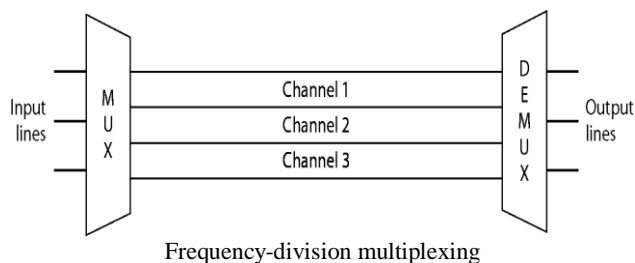 Input
lines
M
U
X
Channel 1
Channel 2
Channel 3
D
E
M
U
X
Output
lines
Frequency-division multiplexing